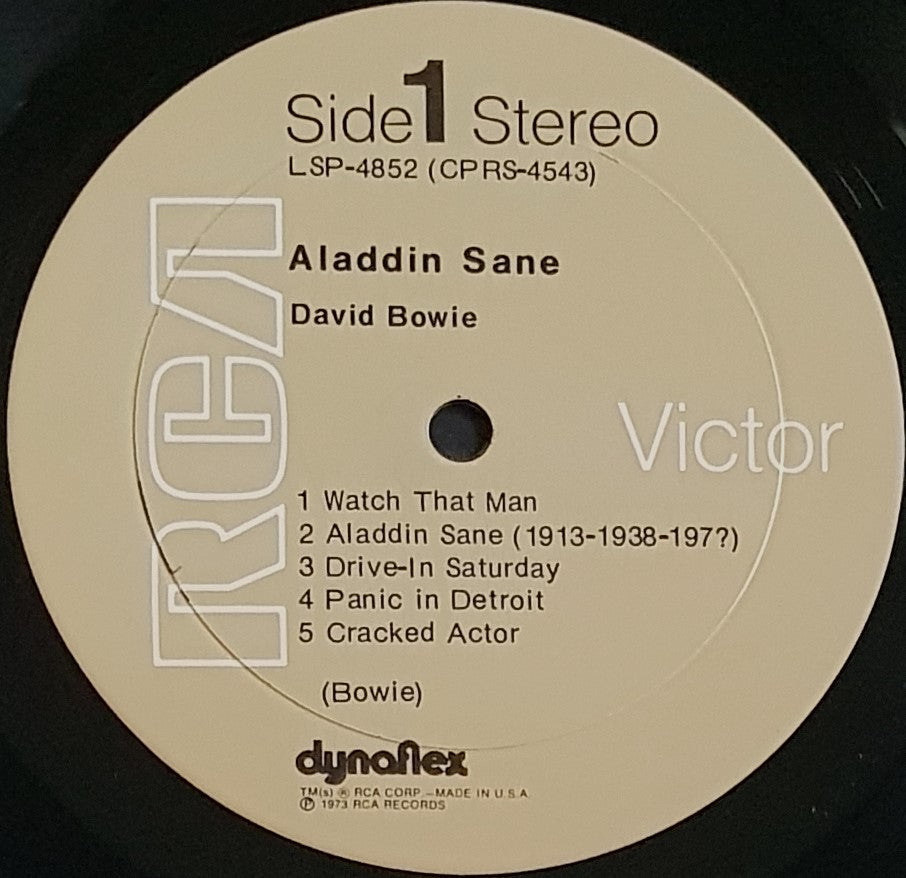 Side 1 Stereo
LSP-4852 (CPRS-4543)
RCA
Aladdin Sane
David Bowie
Victor
1 Watch That Man
2 Aladdin Sane (1913-1938-197?)
3 Drive-In Saturday
4 Panic in Detroit
5 Cracked Actor
(Bowie)
dynaflex
TM(s) ® RCA CORP.—MADE IN U.S.A.
℗ 1973 RCA RECORDS